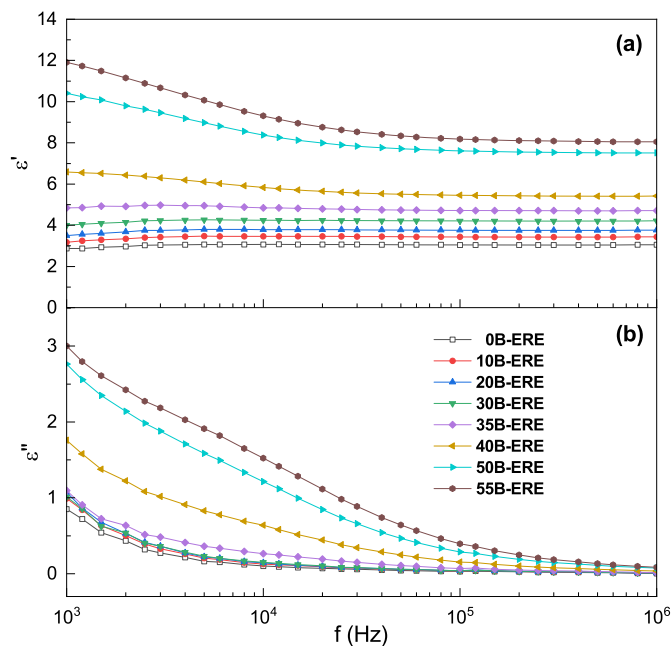 14
(a)
12
10
8
6
4
2
0
ε'
3
(b)
2
1
0
ε"
0B-ERE
10B-ERE
20B-ERE
30B-ERE
35B-ERE
40B-ERE
50B-ERE
55B-ERE
10³ 10⁴ 10⁵ 10⁶
f (Hz)